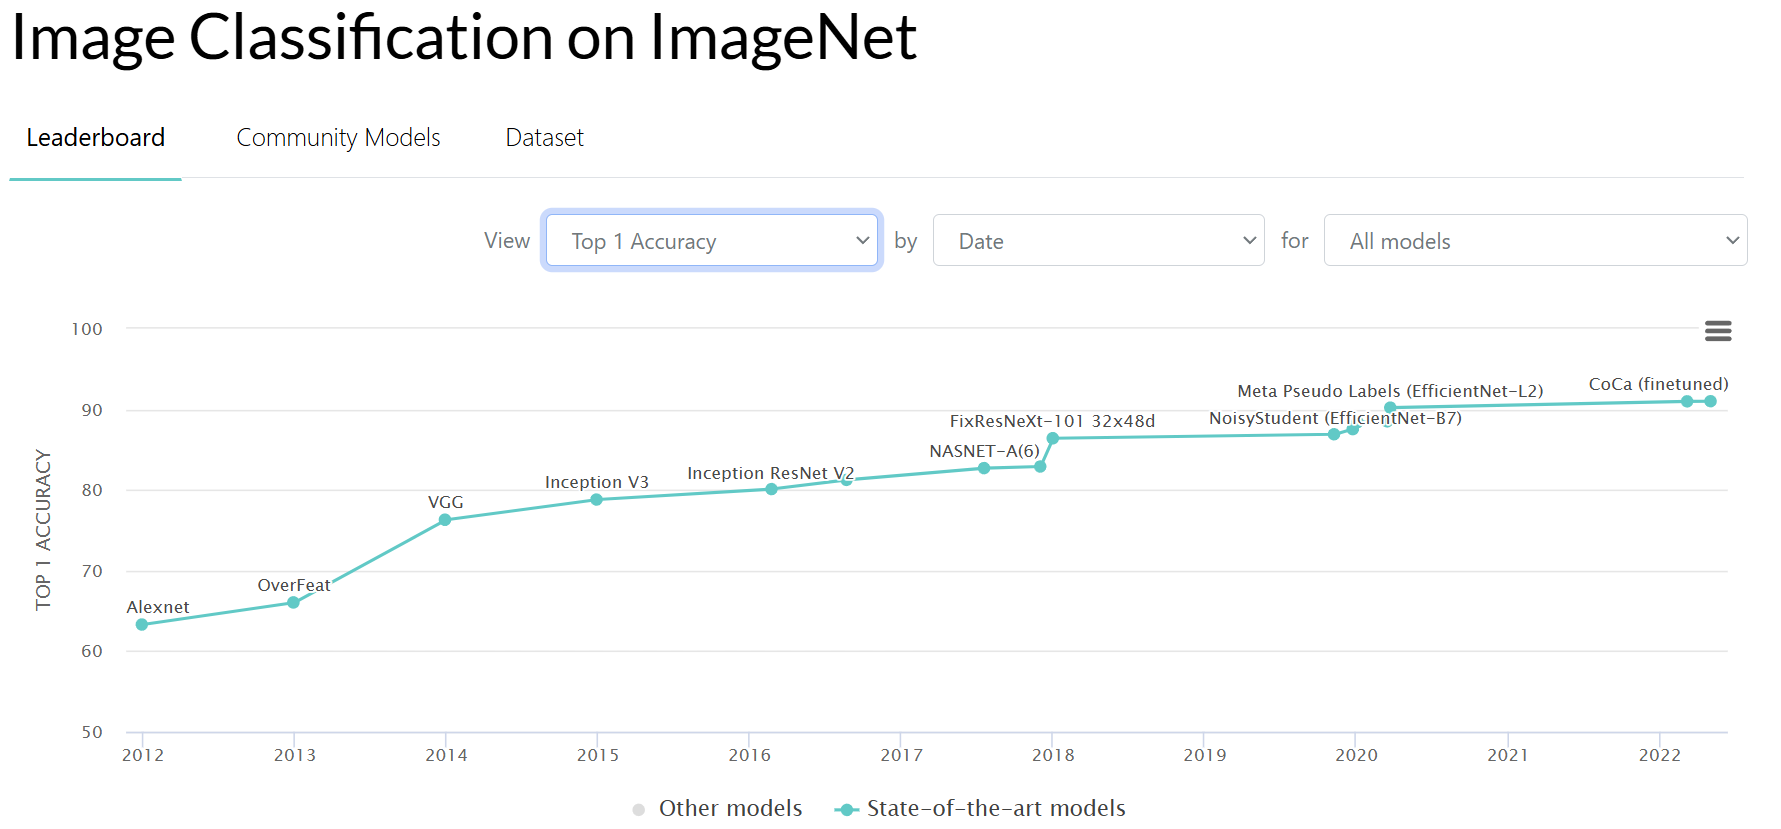 Image Classification on ImageNet
Leaderboard Community Models Dataset
View Top 1 Accuracy by Date for All models
TOP 1 ACCURACY
100
90
80
70
60
50
Alexnet
OverFeat
VGG
Inception V3
Inception ResNet V2
NASNET-A(6)
FixResNeXt-101 32x48d
NoisyStudent (EfficientNet-B7)
Meta Pseudo Labels (EfficientNet-L2)
CoCa (finetuned)
2012 2013 2014 2015 2016 2017 2018 2019 2020 2021 2022
Other models State-of-the-art models